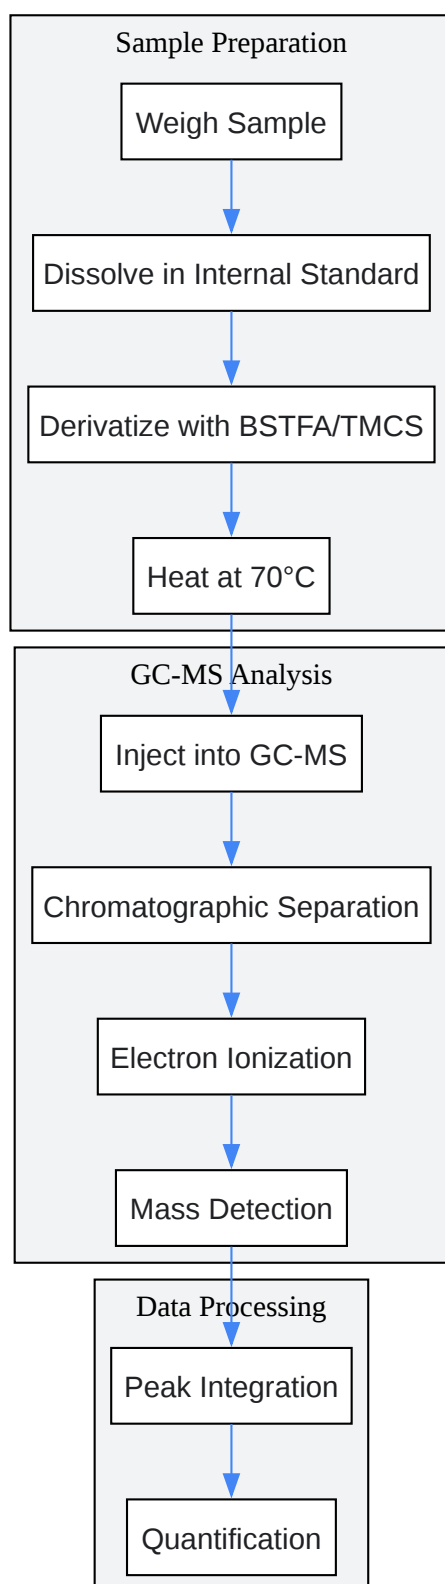 Sample Preparation
Weigh Sample
Dissolve in Internal Standard
Derivatize with BSTFA/TMCS
Heat at 70°C
GC-MS Analysis
Inject into GC-MS
Chromatographic Separation
Electron Ionization
Mass Detection
Data Processing
Peak Integration
Quantification